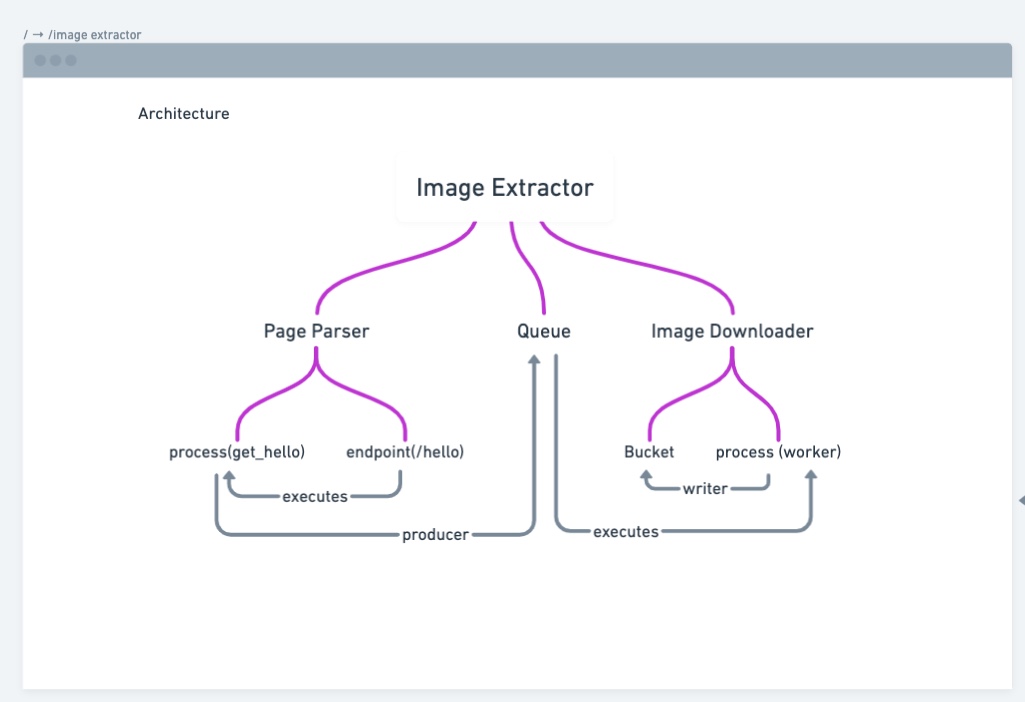 / → /image extractor
Architecture
Image Extractor
Page Parser
Queue
Image Downloader
process(get_hello)
endpoint(/hello)
Bucket
process (worker)
executes
writer
producer
executes